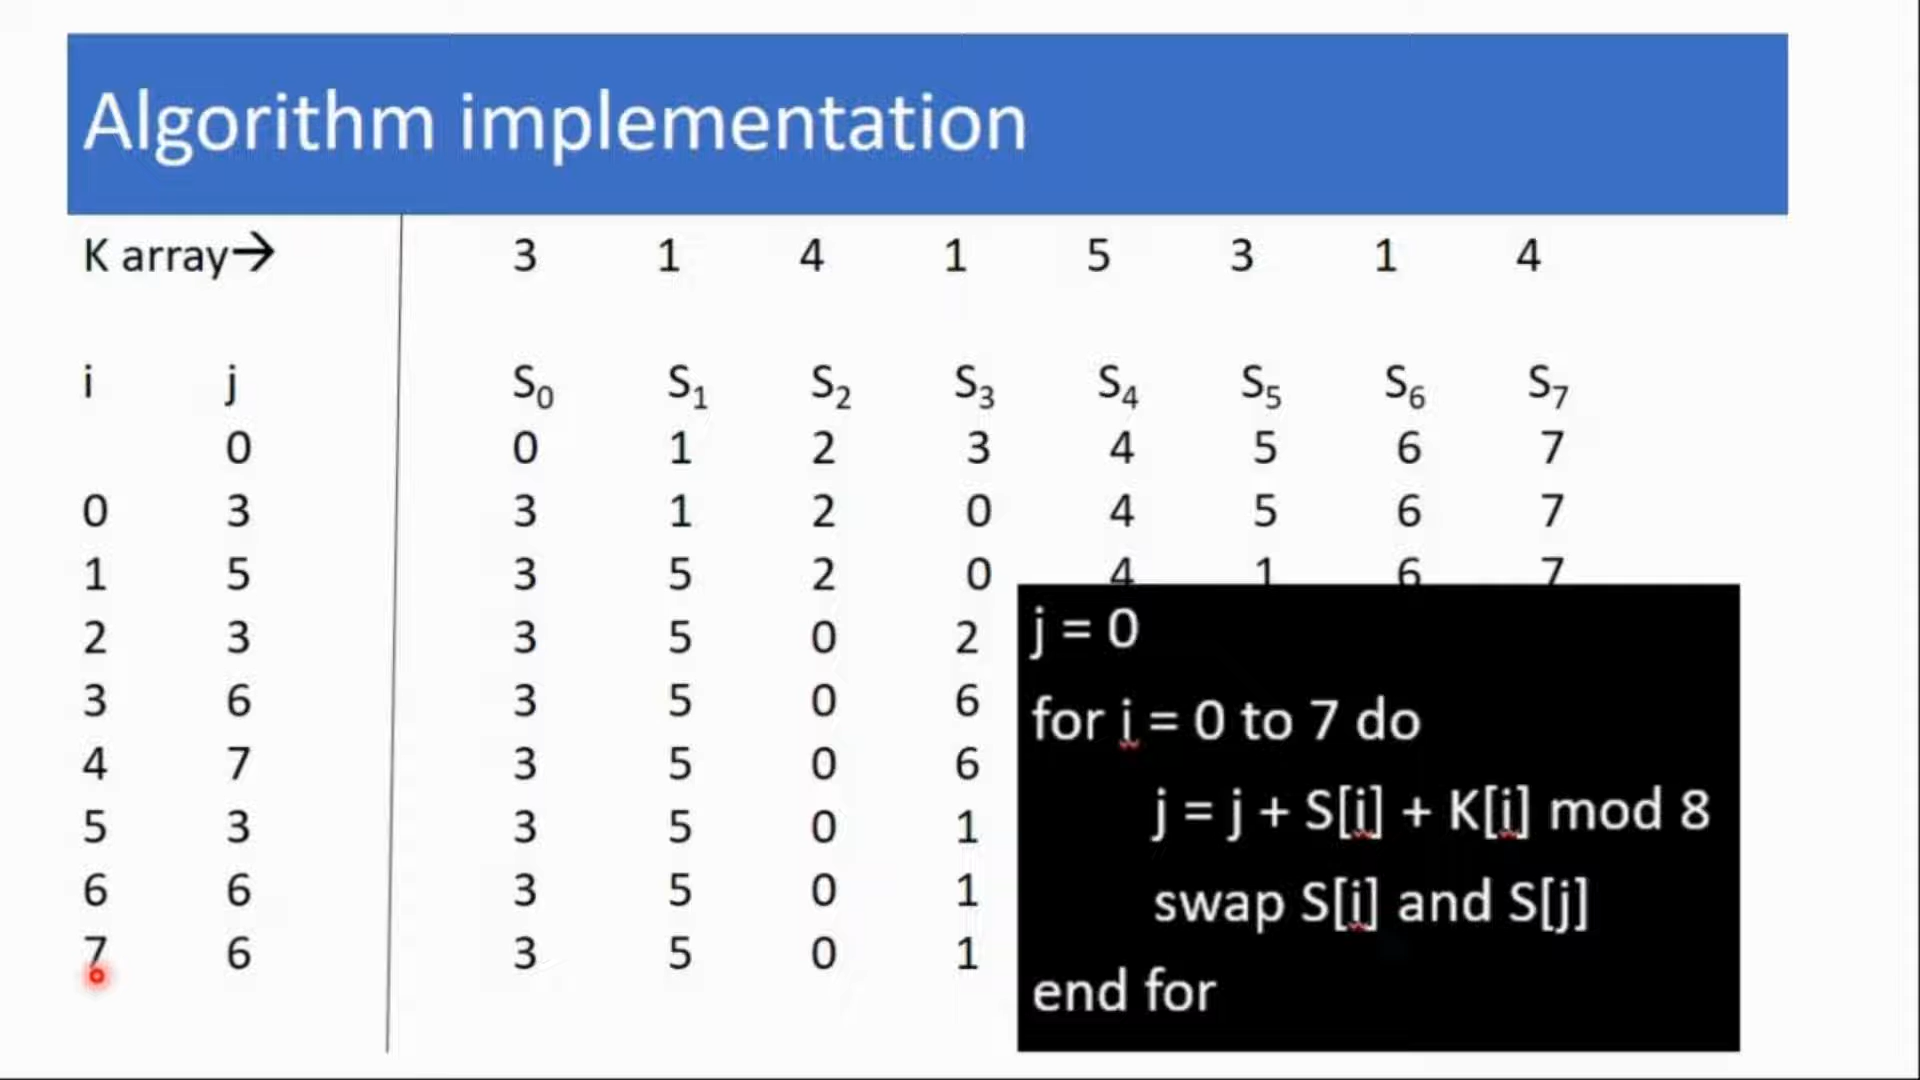 Algorithm implementation
K array→ 3 1 4 1 5 3 1 4
i j S₀ S₁ S₂ S₃ S₄ S₅ S₆ S₇
0 0 1 2 3 4 5 6 7
0 3 3 1 2 0 4 5 6 7
1 5 3 5 2 0 4 1 6 7
2 3 3 5 0 2
3 6 3 5 0 6
4 7 3 5 0 6
5 3 3 5 0 1
6 6 3 5 0 1
7 6 3 5 0 1
j = 0
for i = 0 to 7 do
j = j + S[i] + K[i] mod 8
swap S[i] and S[j]
end for